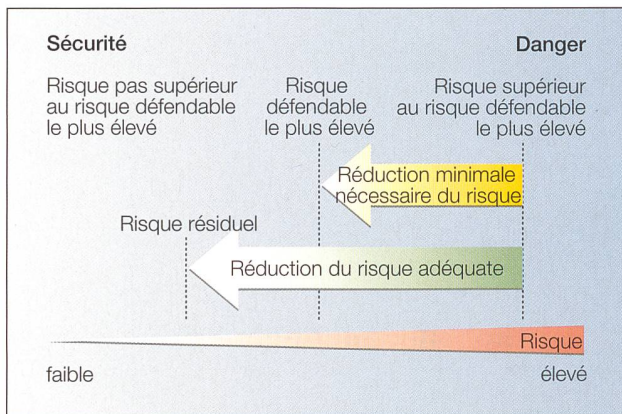 Sécurité
Danger
Risque pas supérieur
au risque défendable
le plus élevé
Risque
défendable
le plus élevé
Risque supérieur
au risque défendable
le plus élevé
Réduction minimale
nécessaire du risque
Risque résiduel
Réduction du risque adéquate
Risque
faible
élevé